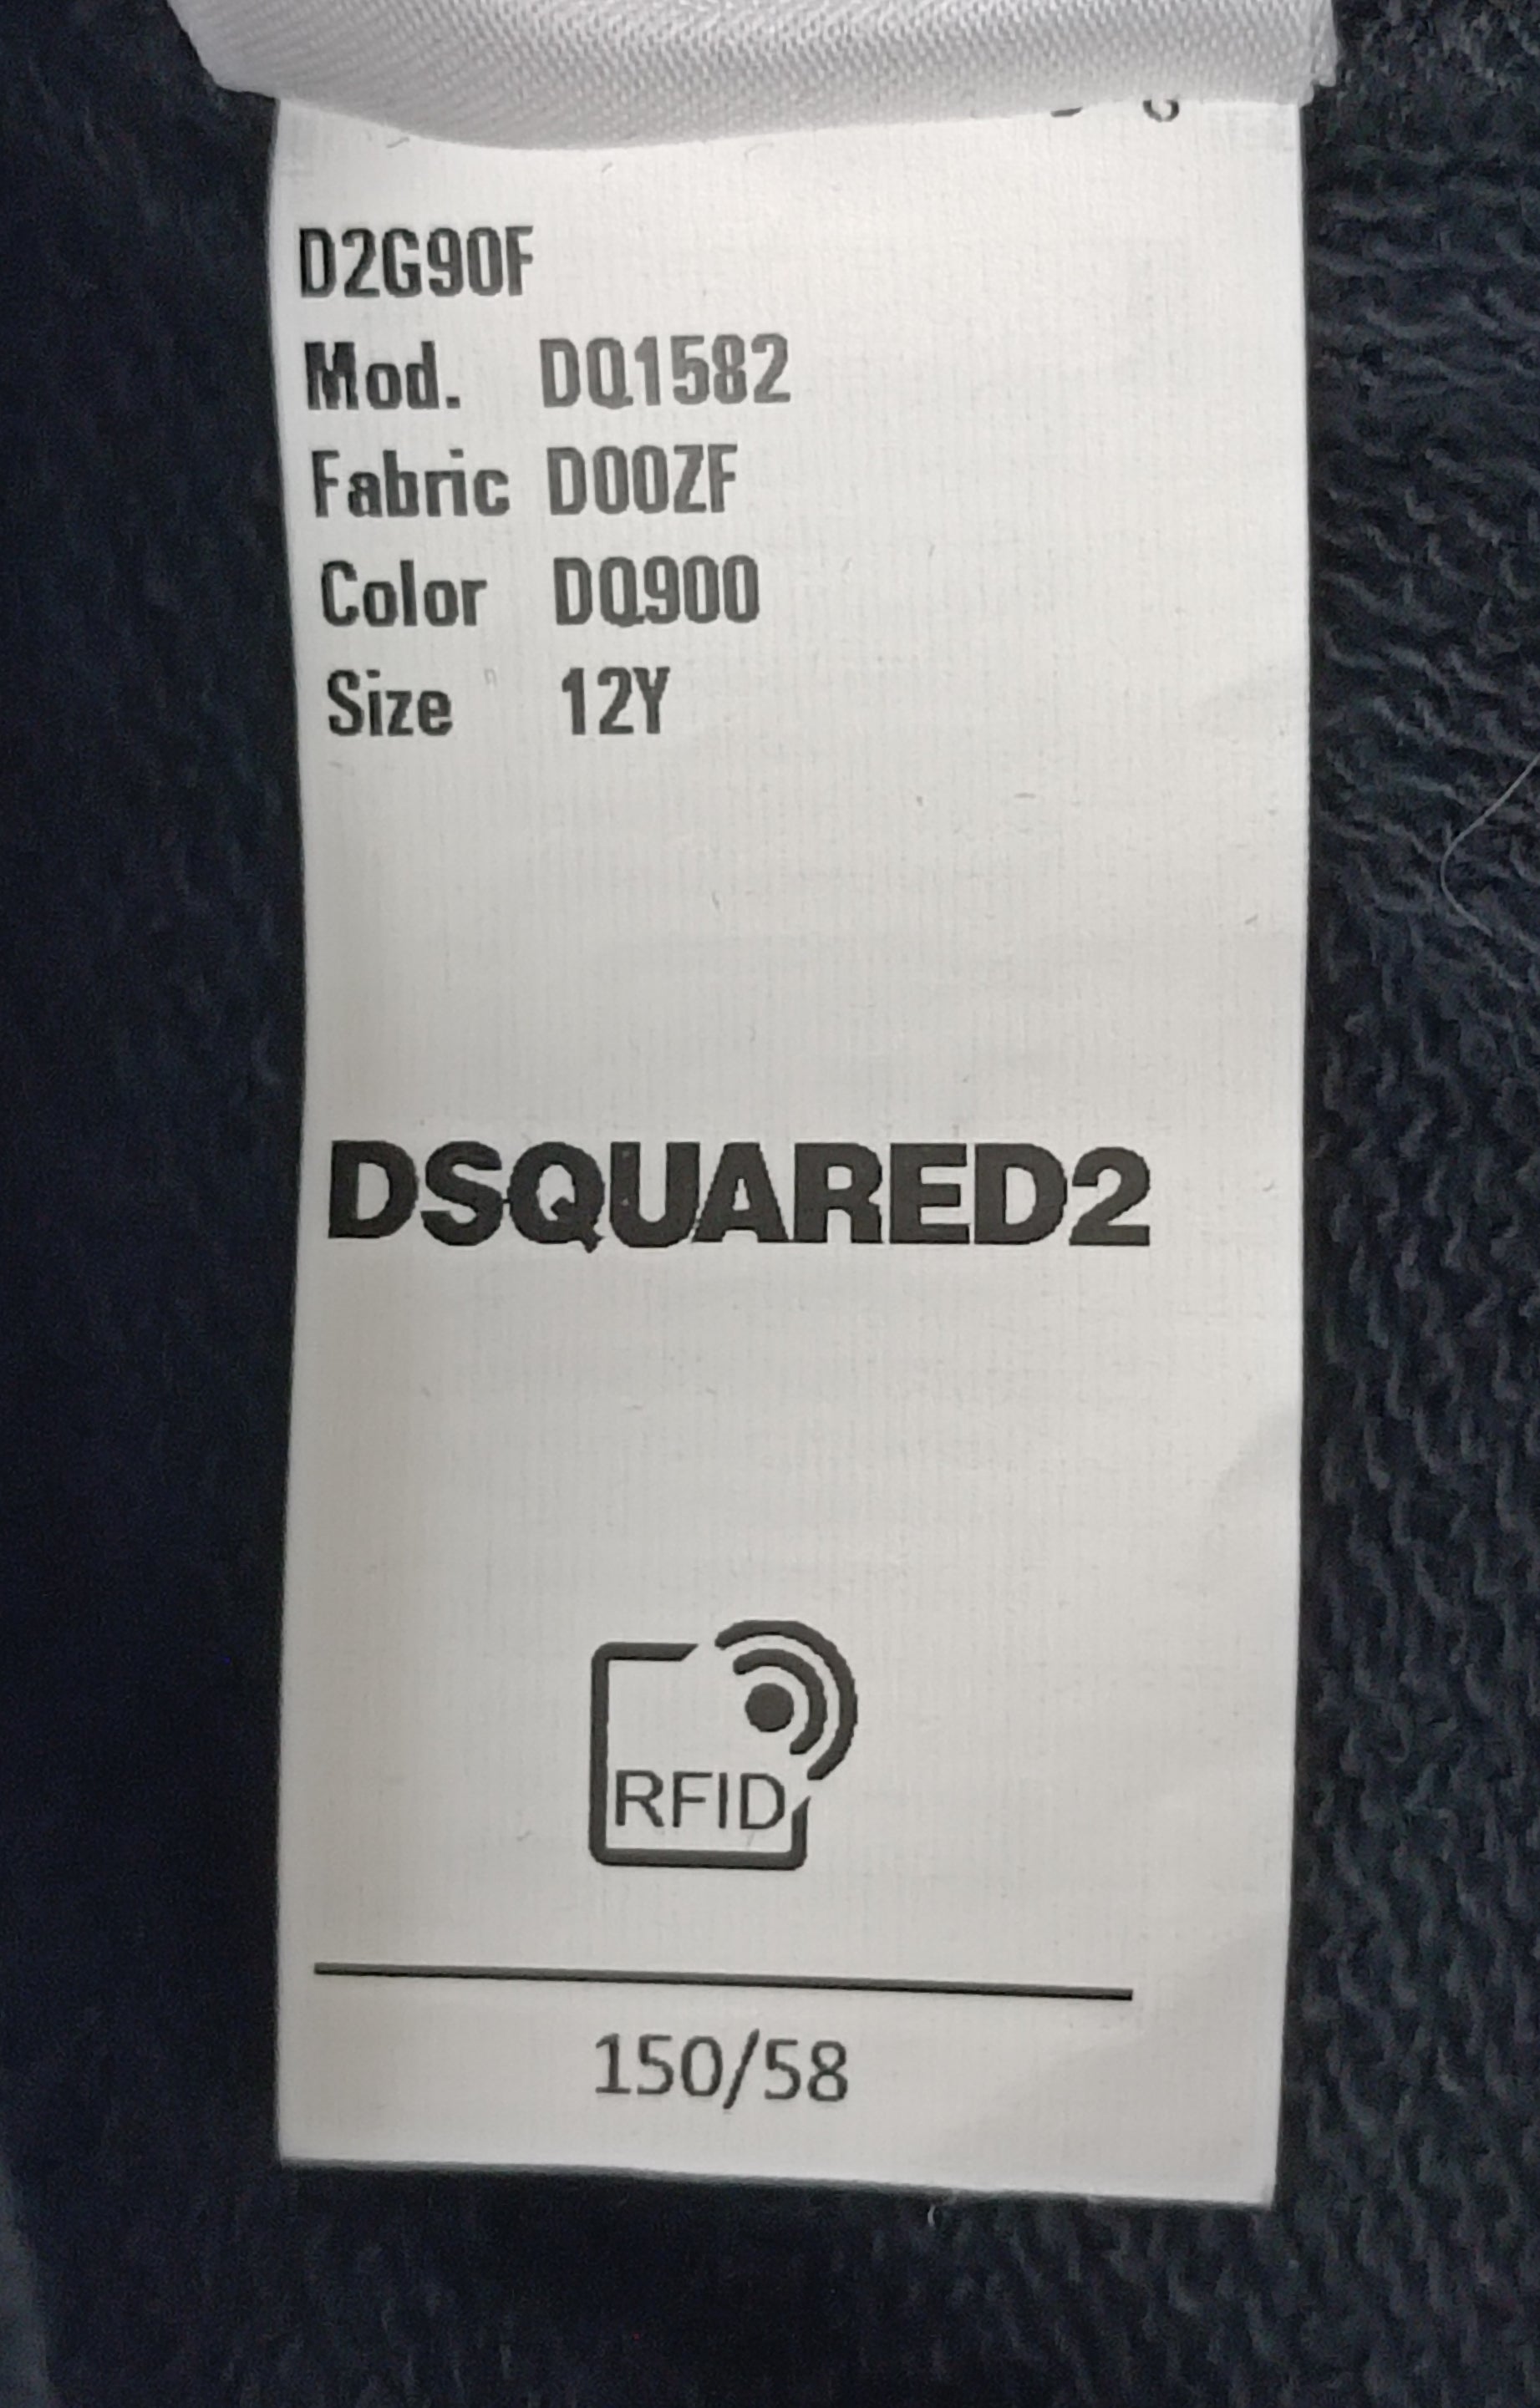 D2G90F
Mod. DQ1582
Fabric D00ZF
Color DQ900
Size 12Y
DSQUARED2
RFID
150/58